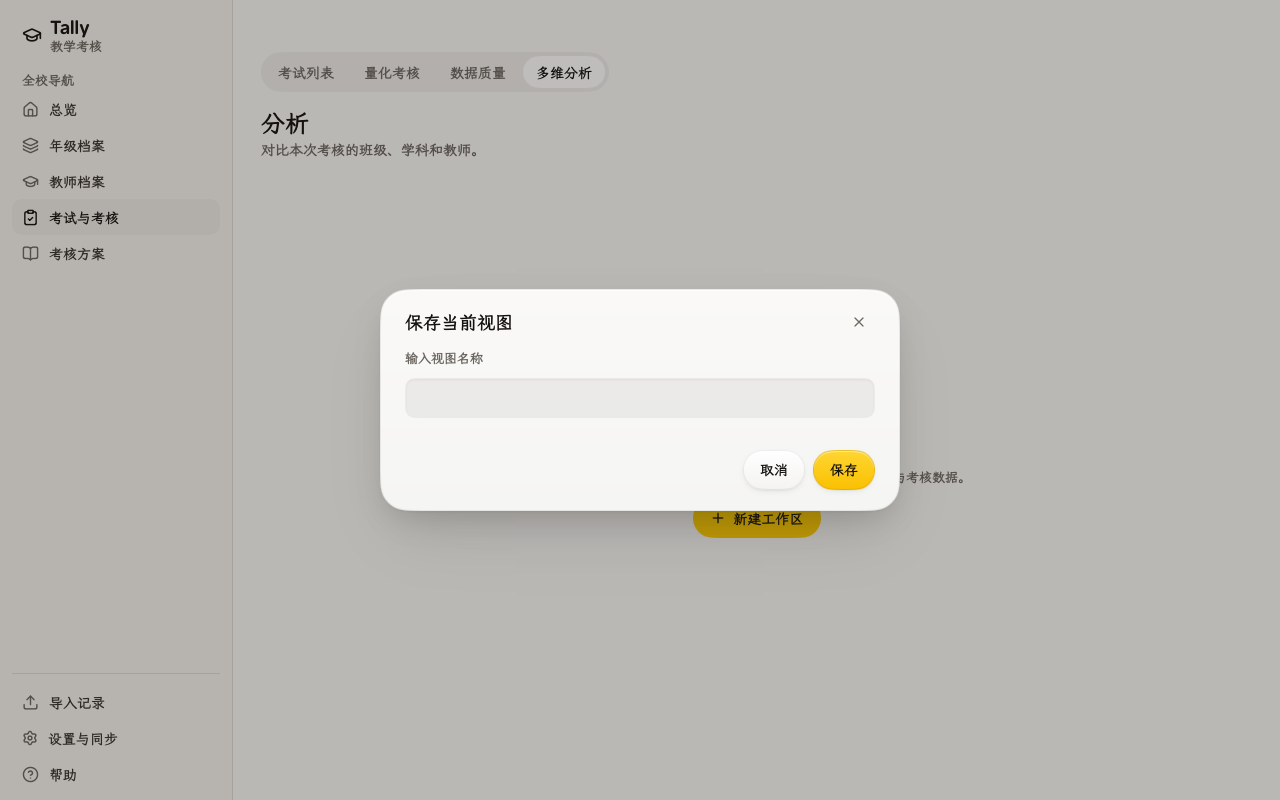 Tally
教学考核
全校导航
总览
年级档案
教师档案
考试与考核
考核方案
导入记录
设置与同步
帮助
考试列表
量化考核
数据质量
多维分析
分析
对比本次考核的班级、学科和教师。
保存当前视图
输入视图名称
取消
保存
考核数据。
新建工作区